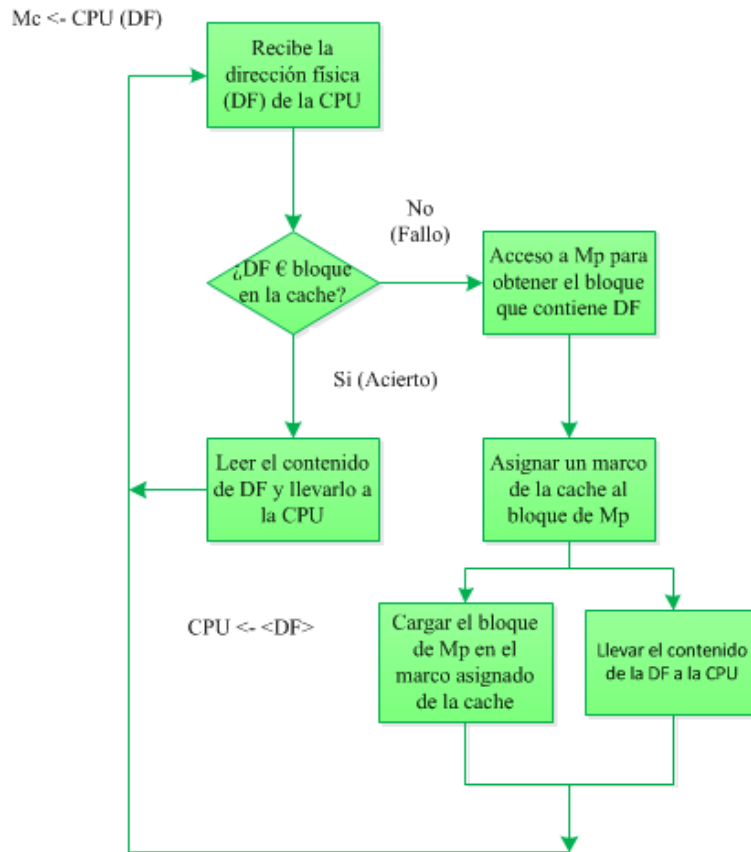 Mc <- CPU (DF)
Recibe la
dirección física
(DF) de la CPU
No
(Fallo)
¿DF € bloque
en la cache?
Acceso a Mp para
obtener el bloque
que contiene DF
Si (Acierto)
Leer el contenido
de DF y llevarlo a
la CPU
Asignar un marco
de la cache al
bloque de Mp
CPU <- <DF>
Cargar el bloque
de Mp en el
marco asignado
de la cache
Llevar el contenido
de la DF a la CPU